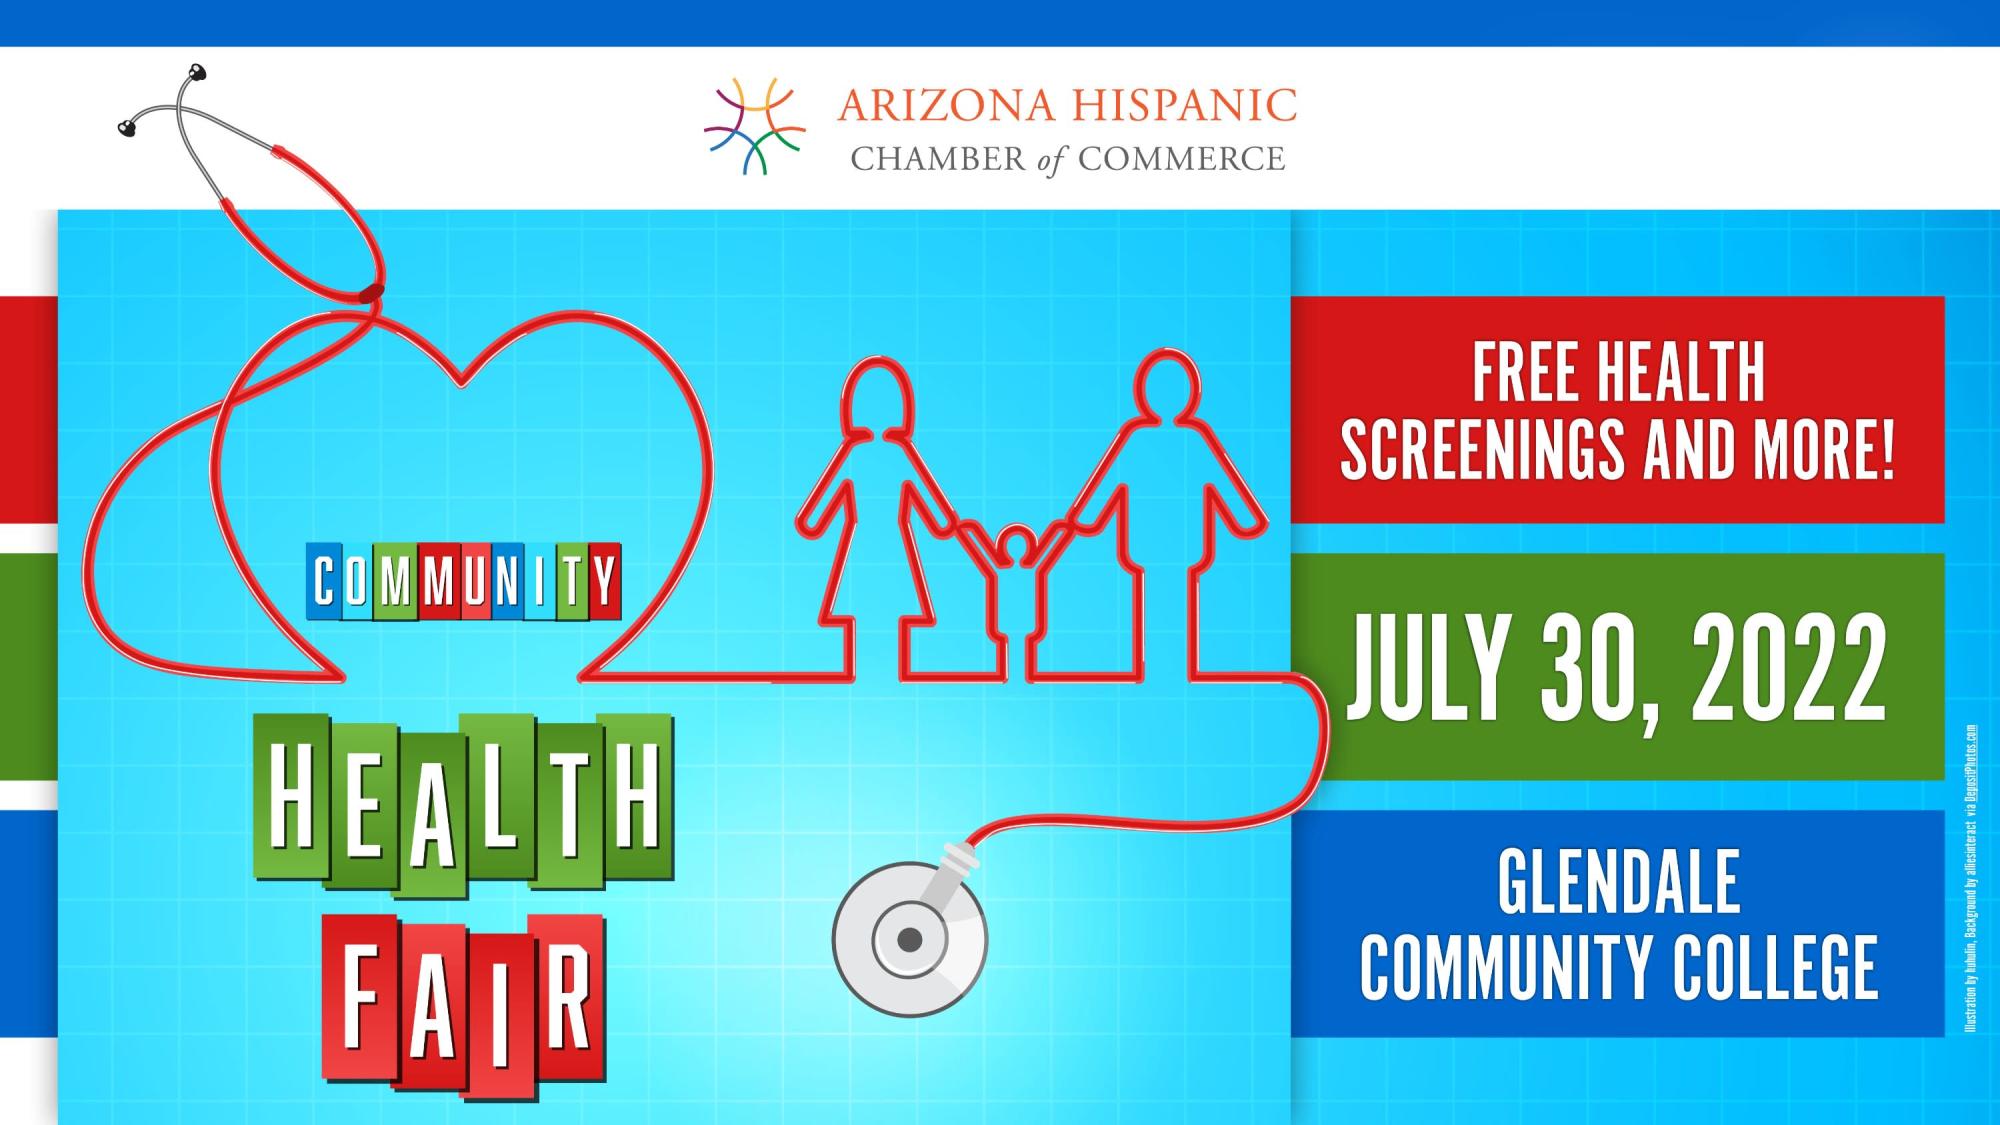 ARIZONA HISPANIC
CHAMBER of COMMERCE
COMMUNITY
HEALTH
FAIR
FREE HEALTH
SCREENINGS AND MORE!
JULY 30, 2022
GLENDALE
COMMUNITY COLLEGE
Illustration by huhulin, Background by alliesinteract via DepositPhotos.com